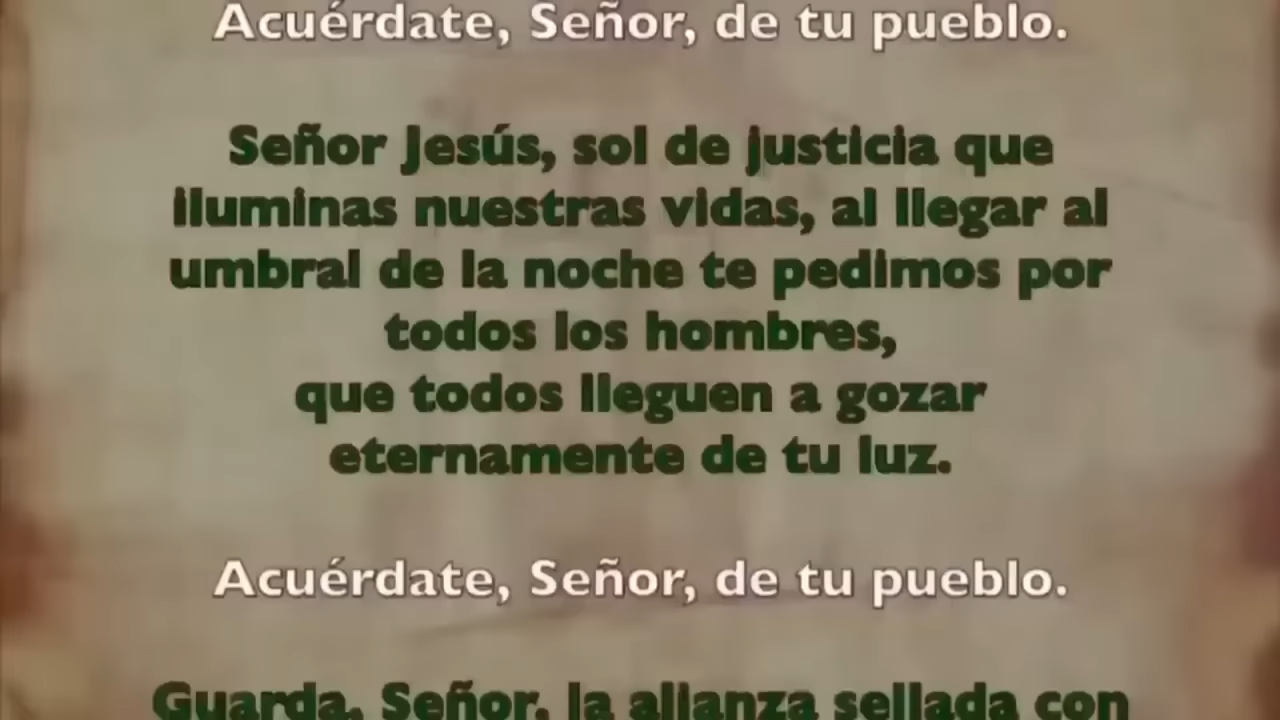 Acuérdate, Señor, de tu pueblo.
Señor Jesús, sol de justicia que
iluminas nuestras vidas, al llegar al
umbral de la noche te pedimos por
todos los hombres,
que todos lleguen a gozar
eternamente de tu luz.
Acuérdate, Señor, de tu pueblo.
Guarda, Señor, la alianza sellada con